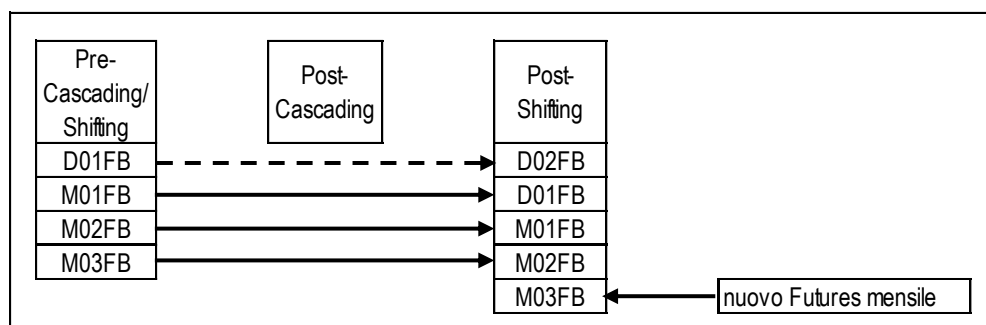 Pre-
Cascading/
Shifting
Post-
Cascading
Post-
Shifting
D01FB
D02FB
M01FB
D01FB
M02FB
M01FB
M03FB
M02FB
M03FB
nuovo Futures mensile